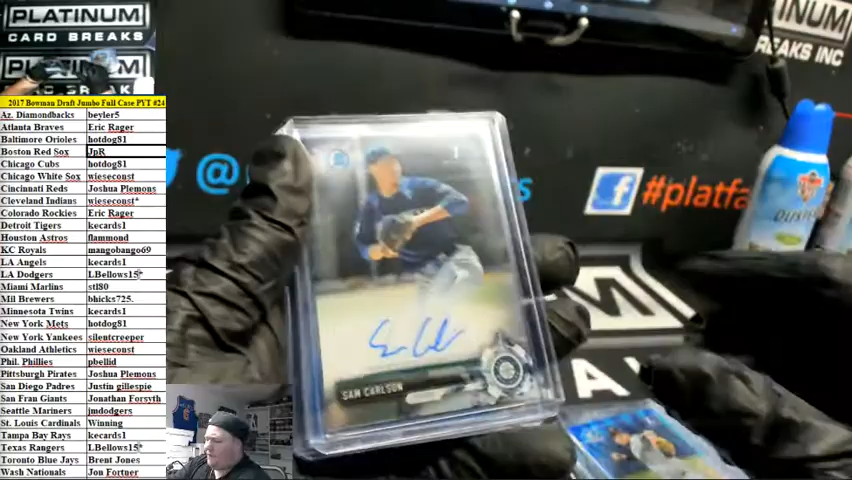 PLATINUM
CARD BREAKS
PLATINUM
2017 Bowman Draft Jumbo Full Case PYT #24
Az. Diamondbacks beyler5
Atlanta Braves Eric Rager
Baltimore Orioles hotdog81
Boston Red Sox JpR
Chicago Cubs hotdog81
Chicago White Sox wieseconst
Cincinnati Reds Joshua Plemons
Cleveland Indians wieseconst*
Colorado Rockies Eric Rager
Detroit Tigers kecards1
Houston Astros flammond
KC Royals mangobango69
LA Angels kecards1
LA Dodgers LBellows15*
Miami Marlins stl80
Mil Brewers bhicks725.
Minnesota Twins kecards1
New York Mets hotdog81
New York Yankees silentcreeper
Oakland Athletics wieseconst
Phil. Phillies pbellid
Pittsburgh Pirates Joshua Plemons
San Diego Padres Justin gillespie
San Fran Giants Jonathan Forsyth
Seattle Mariners jmdodgers
St. Louis Cardinals Winning
Tampa Bay Rays kecards1
Texas Rangers LBellows15*
Toronto Blue Jays Brent Jones
Wash Nationals Jon Fortner
INUM
REAKS INC
@
f #platfa
SAM CARLSON